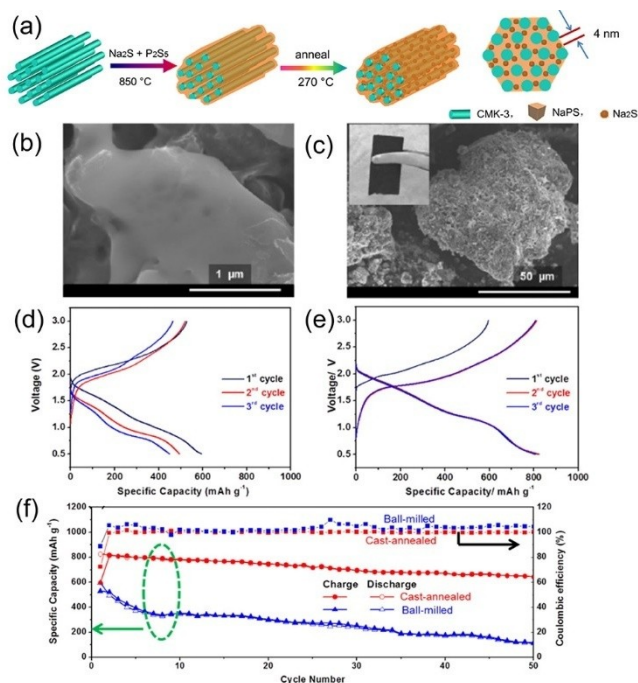 (a)
Na₂S + P₂S₅
850 °C
anneal
270 °C
4 nm
CMK-3, NaPS, Na₂S
(b)
1 μm
(c)
50 μm
(d)
3.0
2.5
2.0
1.5
1.0
0.5
Voltage (V)
1st cycle
2nd cycle
3rd cycle
0 200 400 600 800 1000
Specific Capacity (mAh g⁻¹)
(e)
3.0
2.5
2.0
1.5
1.0
0.5
Voltage/ V
1st cycle
2nd cycle
3rd cycle
0 200 400 600 800 1000
Specific Capacity/ mAh g⁻¹
(f)
1200
1000
800
600
400
200
0
Specific Capacity (mAh g⁻¹)
Ball-milled
Cast-annealed
Charge Discharge
Cast-annealed
Ball-milled
120
100
80
60
40
20
0
Coulombic efficiency (%)
0 10 20 30 40 50
Cycle Number